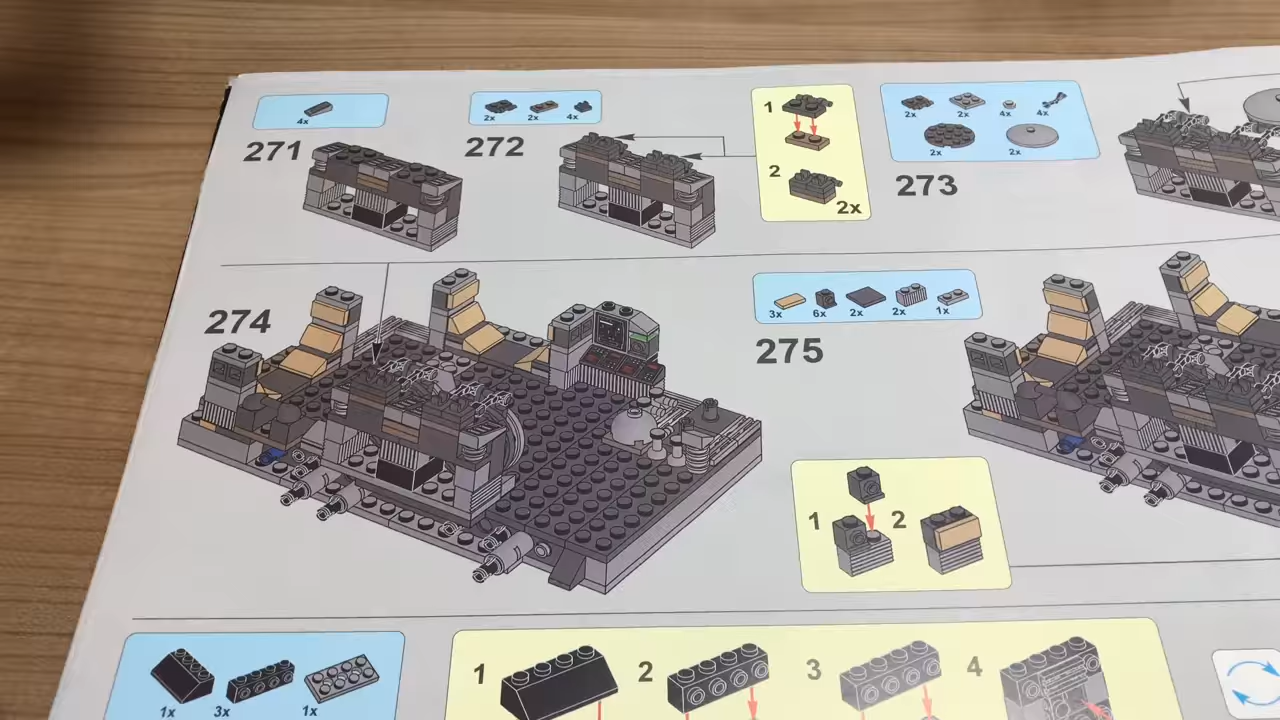 4x
271
2x 2x 4x
272
1
2
2x
2x 2x 4x 4x
2x 2x
273
274
3x 6x 2x 2x 1x
275
1 2
1x 3x 1x
1 2 3 4